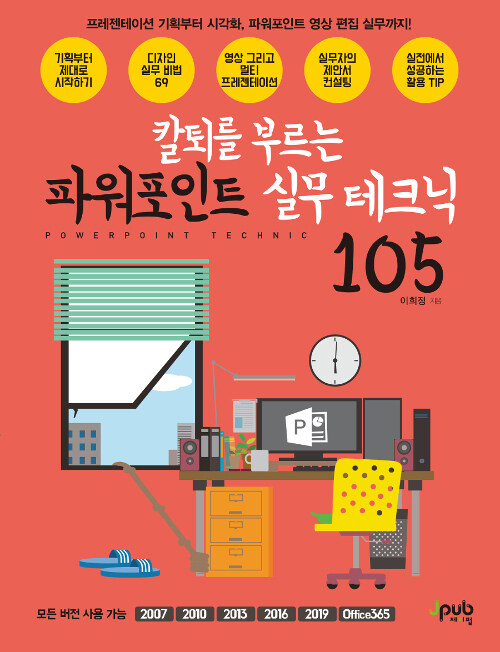 프레젠테이션 기획부터 시각화, 파워포인트 영상 편집 실무까지!
기획부터
제대로
시작하기
디자인
실무 비법
69
영상 그리고
멀티
프레젠테이션
실무자의
제안서
컨설팅
실전에서
성공하는
활용 TIP
칼퇴를 부르는
파워포인트 실무 테크닉
POWERPOINT TECHNIC
105
이희정 지음
P
모든 버전 사용 가능 2007 2010 2013 2016 2019 Office365
Jpub
제이펍